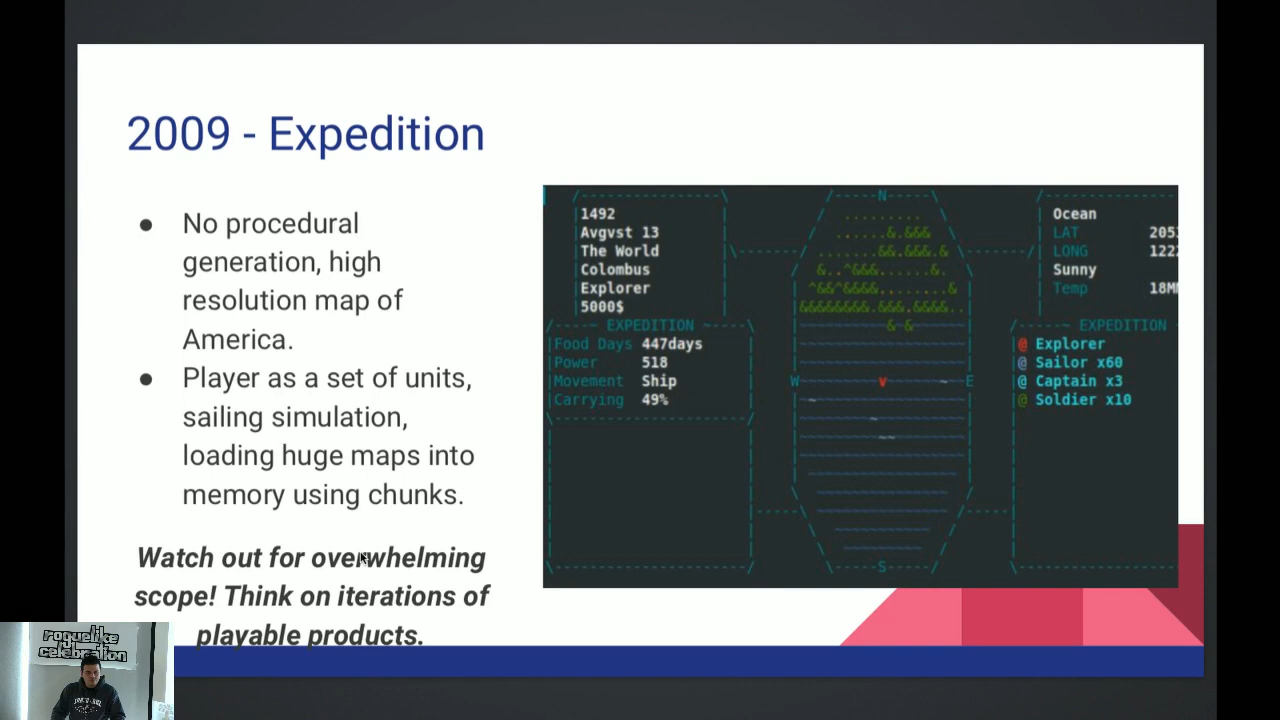 2009 - Expedition
No procedural
generation, high
resolution map of
America.
Player as a set of units,
sailing simulation,
loading huge maps into
memory using chunks.
Watch out for overwhelming
scope! Think on iterations of
playable products.
1492
Avgvst 13
The World
Colombus
Explorer
5000$
EXPEDITION
Food Days 447days
Power 518
Movement Ship
Carrying 49%
N
W
v
E
S
Ocean
LAT 2053
LONG 1222
Sunny
Temp 18M
EXPEDITION
@ Explorer
@ Sailor x60
@ Captain x3
@ Soldier x10
roguelike
celebration